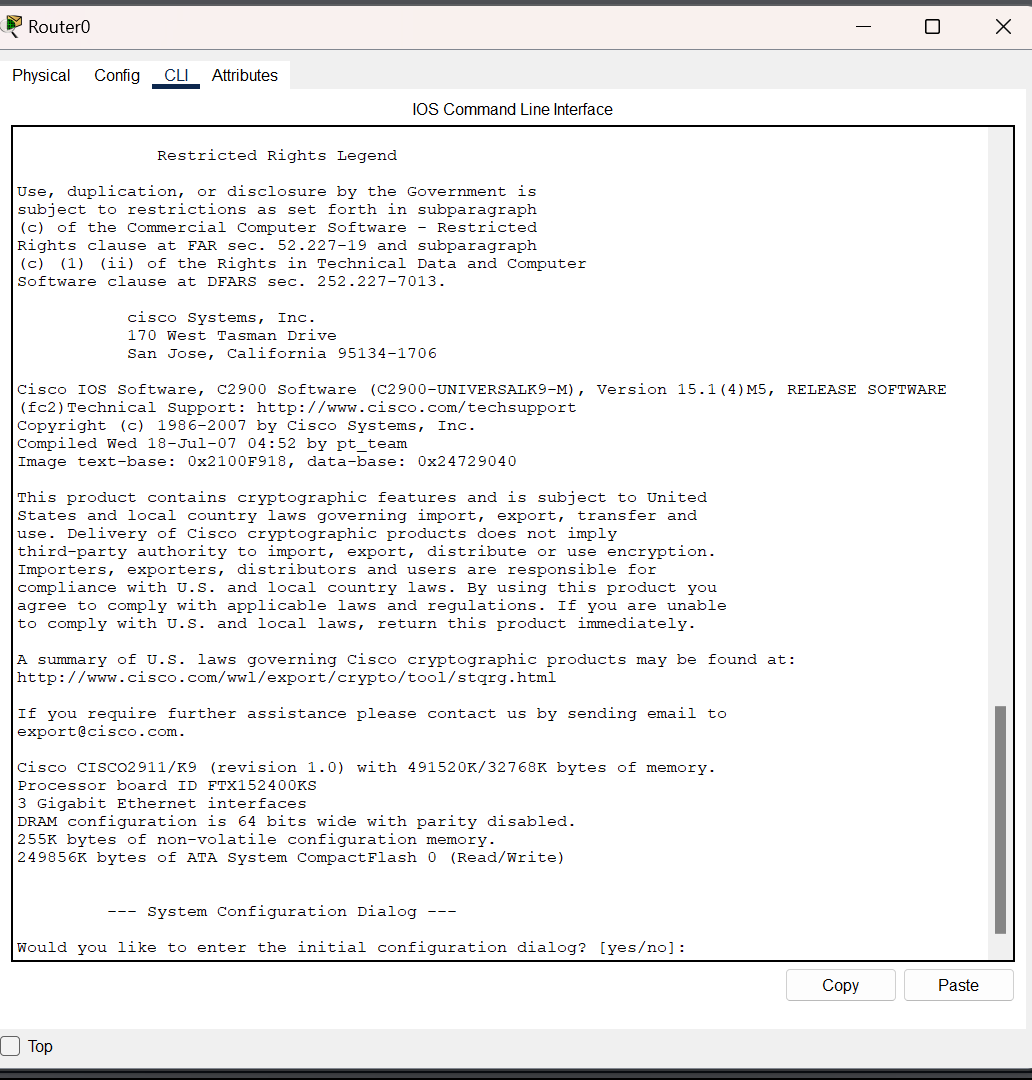 Router0
Physical Config CLI Attributes
IOS Command Line Interface
Restricted Rights Legend
Use, duplication, or disclosure by the Government is
subject to restrictions as set forth in subparagraph
(c) of the Commercial Computer Software - Restricted
Rights clause at FAR sec. 52.227-19 and subparagraph
(c) (1) (ii) of the Rights in Technical Data and Computer
Software clause at DFARS sec. 252.227-7013.
cisco Systems, Inc.
170 West Tasman Drive
San Jose, California 95134-1706
Cisco IOS Software, C2900 Software (C2900-UNIVERSALK9-M), Version 15.1(4)M5, RELEASE SOFTWARE
(fc2)Technical Support: http://www.cisco.com/techsupport
Copyright (c) 1986-2007 by Cisco Systems, Inc.
Compiled Wed 18-Jul-07 04:52 by pt_team
Image text-base: 0x2100F918, data-base: 0x24729040
This product contains cryptographic features and is subject to United
States and local country laws governing import, export, transfer and
use. Delivery of Cisco cryptographic products does not imply
third-party authority to import, export, distribute or use encryption.
Importers, exporters, distributors and users are responsible for
compliance with U.S. and local country laws. By using this product you
agree to comply with applicable laws and regulations. If you are unable
to comply with U.S. and local laws, return this product immediately.
A summary of U.S. laws governing Cisco cryptographic products may be found at:
http://www.cisco.com/wwl/export/crypto/tool/stqrg.html
If you require further assistance please contact us by sending email to
export@cisco.com.
Cisco CISCO2911/K9 (revision 1.0) with 491520K/32768K bytes of memory.
Processor board ID FTX152400KS
3 Gigabit Ethernet interfaces
DRAM configuration is 64 bits wide with parity disabled.
255K bytes of non-volatile configuration memory.
249856K bytes of ATA System CompactFlash 0 (Read/Write)
--- System Configuration Dialog ---
Would you like to enter the initial configuration dialog? [yes/no]:
Copy Paste
Top